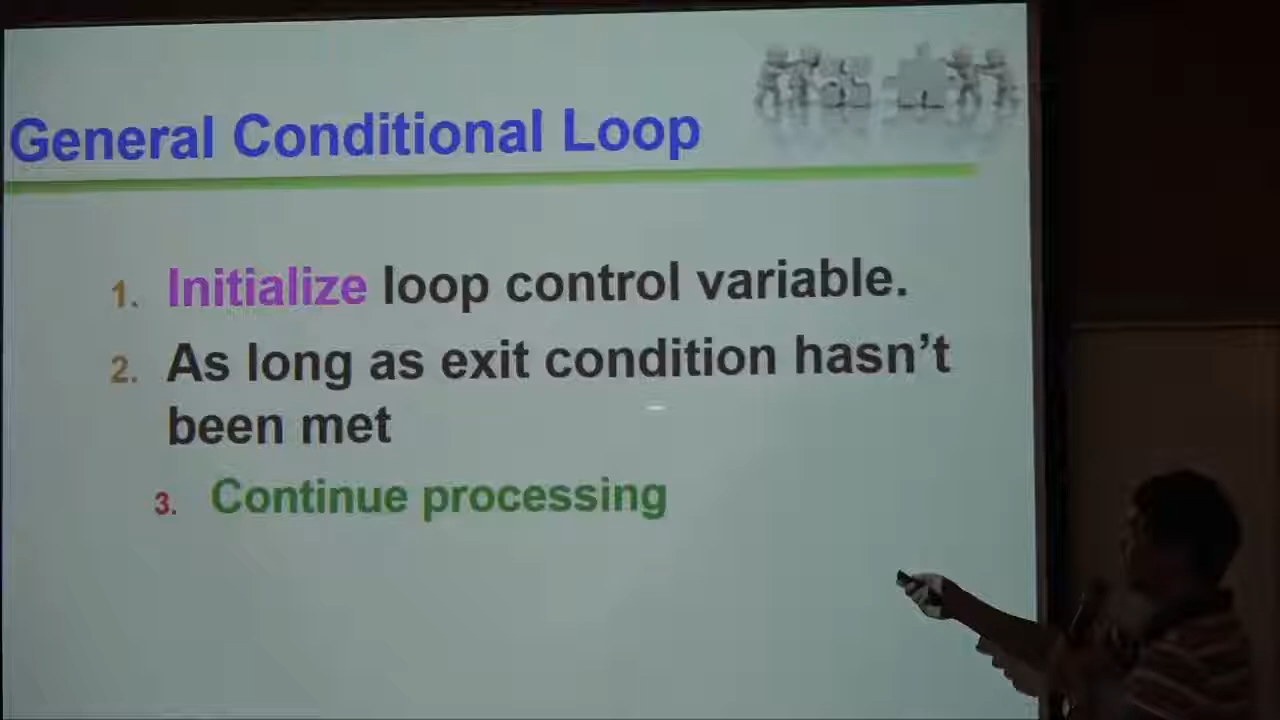 General Conditional Loop
1. Initialize loop control variable.
2. As long as exit condition hasn't
been met
3. Continue processing